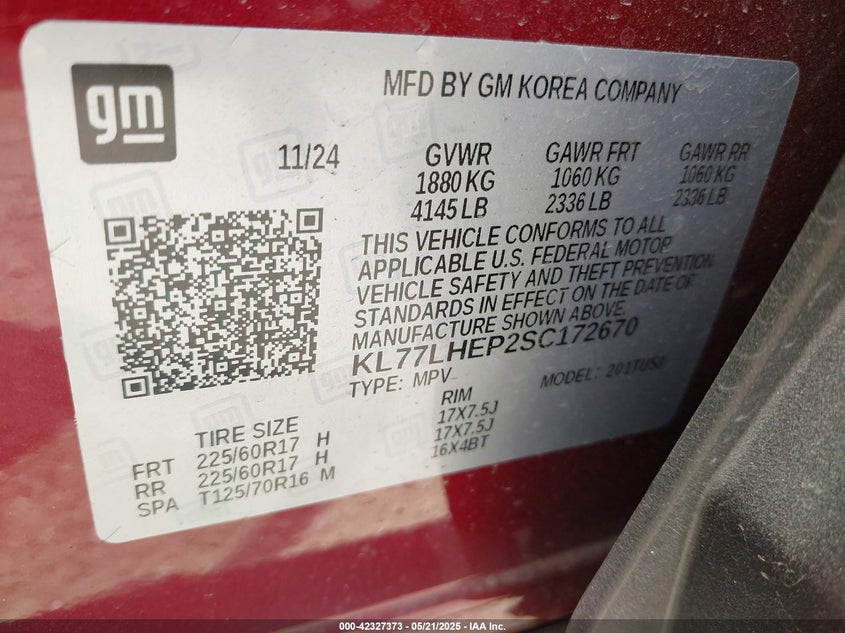 gm
MFD BY GM KOREA COMPANY
11/24 GVWR GAWR FRT GAWR RR
1880 KG 1060 KG 1060 KG
4145 LB 2336 LB 2336 LB
THIS VEHICLE CONFORMS TO ALL
APPLICABLE U.S. FEDERAL MOTOR
VEHICLE SAFETY AND THEFT PREVENTION
STANDARDS IN EFFECT ON THE DATE OF
MANUFACTURE SHOWN ABOVE.
KL77LHEP2SC172670
TYPE: MPV MODEL:
TIRE SIZE RIM
FRT 225/60R17 H 17X7.5J
RR 225/60R17 H 17X7.5J
SPA T125/70R16 M 16X4BT
000-42327373 — 05/21/2025 — IAA Inc.